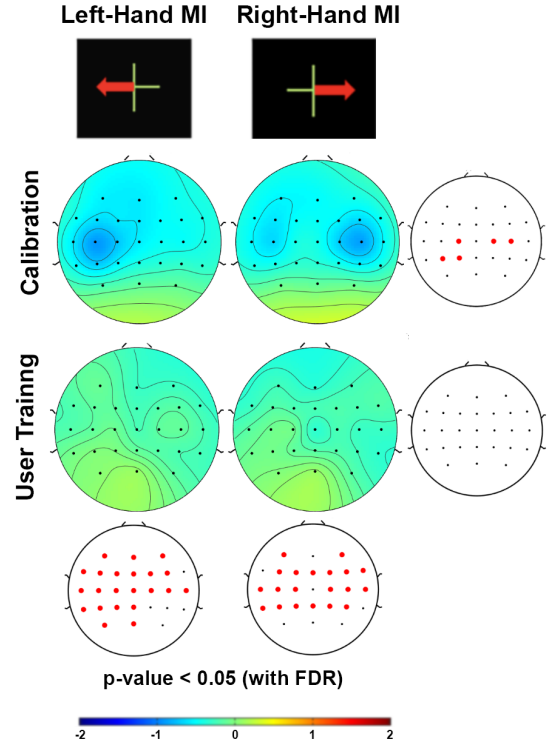 Left-Hand MI
Right-Hand MI
Calibration
User Trainng
p-value < 0.05 (with FDR)
-2 -1 0 1 2